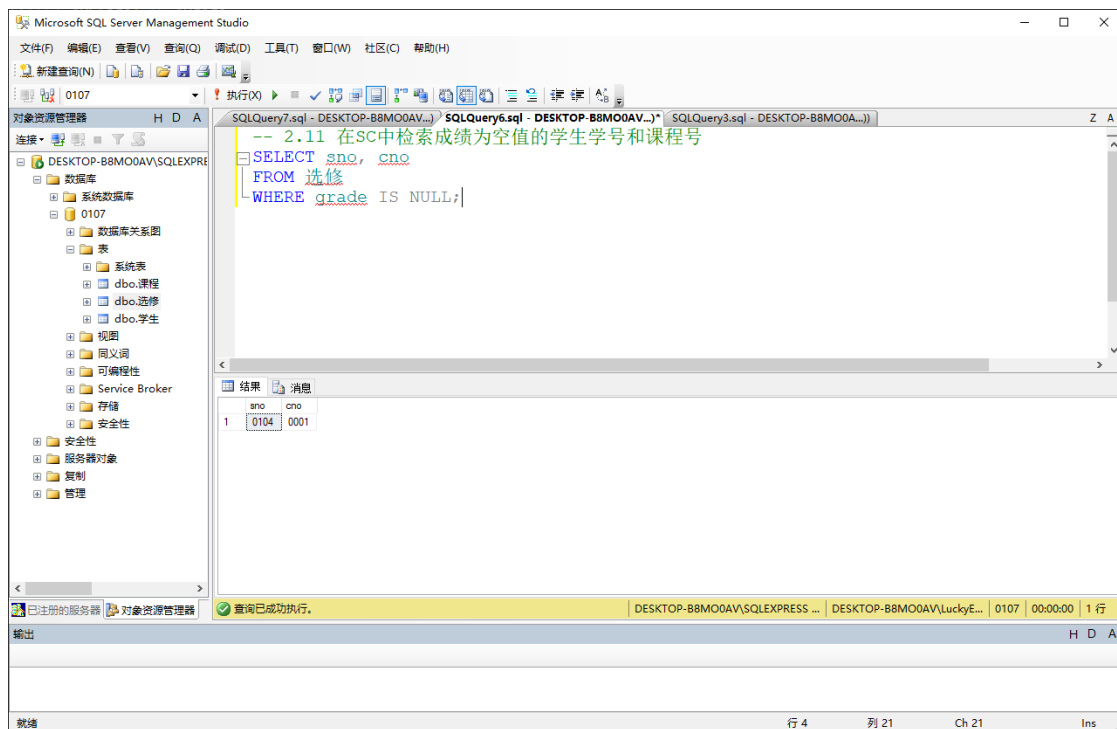 Microsoft SQL Server Management Studio
文件(F) 编辑(E) 查看(V) 查询(Q) 调试(D) 工具(T) 窗口(W) 社区(C) 帮助(H)
新建查询(N)
0107 执行(X)
对象资源管理器 H D A
连接
DESKTOP-B8MO0AV\SQLEXPRE
数据库
系统数据库
0107
数据库关系图
表
系统表
dbo.课程
dbo.选修
dbo.学生
视图
同义词
可编程性
Service Broker
存储
安全性
安全性
服务器对象
复制
管理
已注册的服务器 对象资源管理器
SQLQuery7.sql - DESKTOP-B8MO0AV...) SQLQuery6.sql - DESKTOP-B8MO0AV...)* SQLQuery3.sql - DESKTOP-B8MO0A...)) Z A
-- 2.11 在SC中检索成绩为空值的学生学号和课程号
SELECT sno, cno
FROM 选修
WHERE grade IS NULL;
结果 消息
sno cno
1 0104 0001
查询已成功执行。 DESKTOP-B8MO0AV\SQLEXPRESS ... DESKTOP-B8MO0AV\LuckyE... 0107 00:00:00 1 行
输出 H D A
就绪 行 4 列 21 Ch 21 Ins